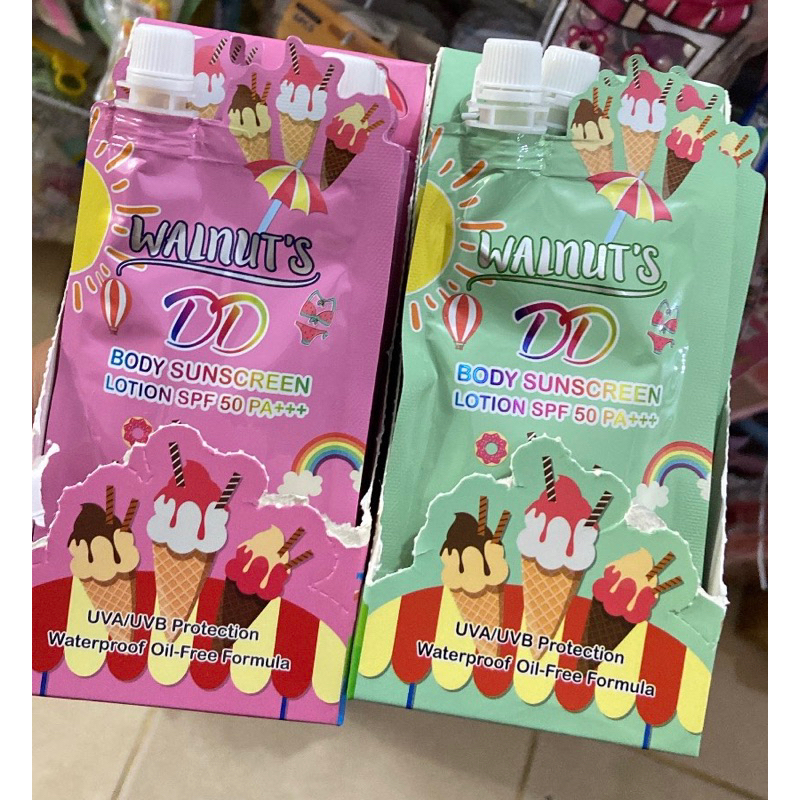 WALNUT'S
DD
BODY SUNSCREEN
LOTION SPF 50 PA+++
UVA/UVB Protection
Waterproof Oil-Free Formula
WALNUT'S
DD
BODY SUNSCREEN
LOTION SPF 50 PA+++
UVA/UVB Protection
Waterproof Oil-Free Formula